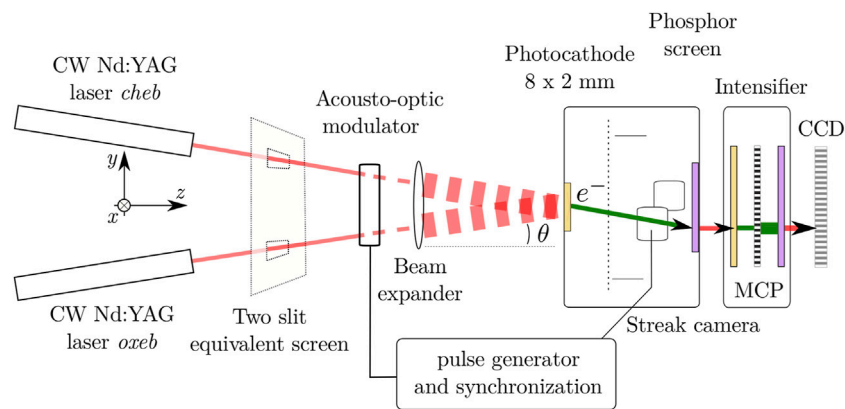 CW Nd:YAG
laser cheb
y
z
x
CW Nd:YAG
laser oxeb
Two slit
equivalent screen
Acousto-optic
modulator
Beam
expander
θ
Photocathode
8 x 2 mm
e−
Phosphor
screen
Streak camera
Intensifier
MCP
CCD
pulse generator
and synchronization